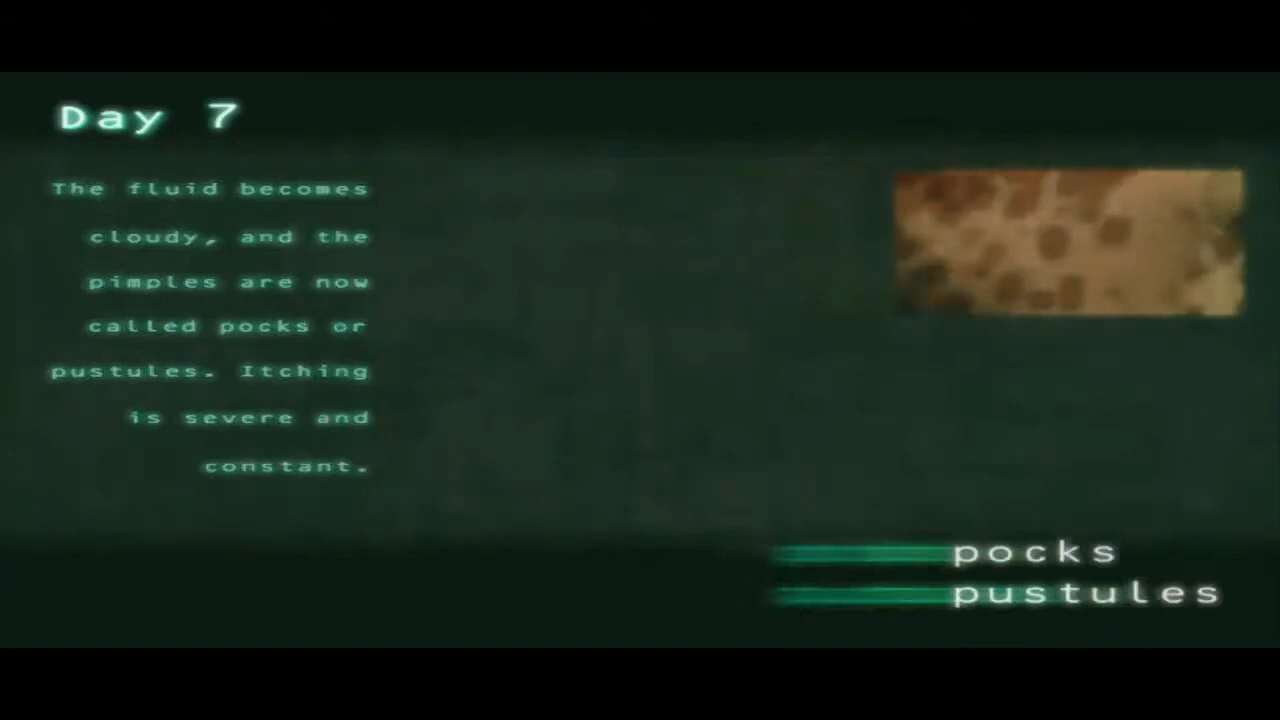 Day 7
The fluid becomes
cloudy, and the
pimples are now
called pocks or
pustules. Itching
is severe and
constant.
pocks
pustules